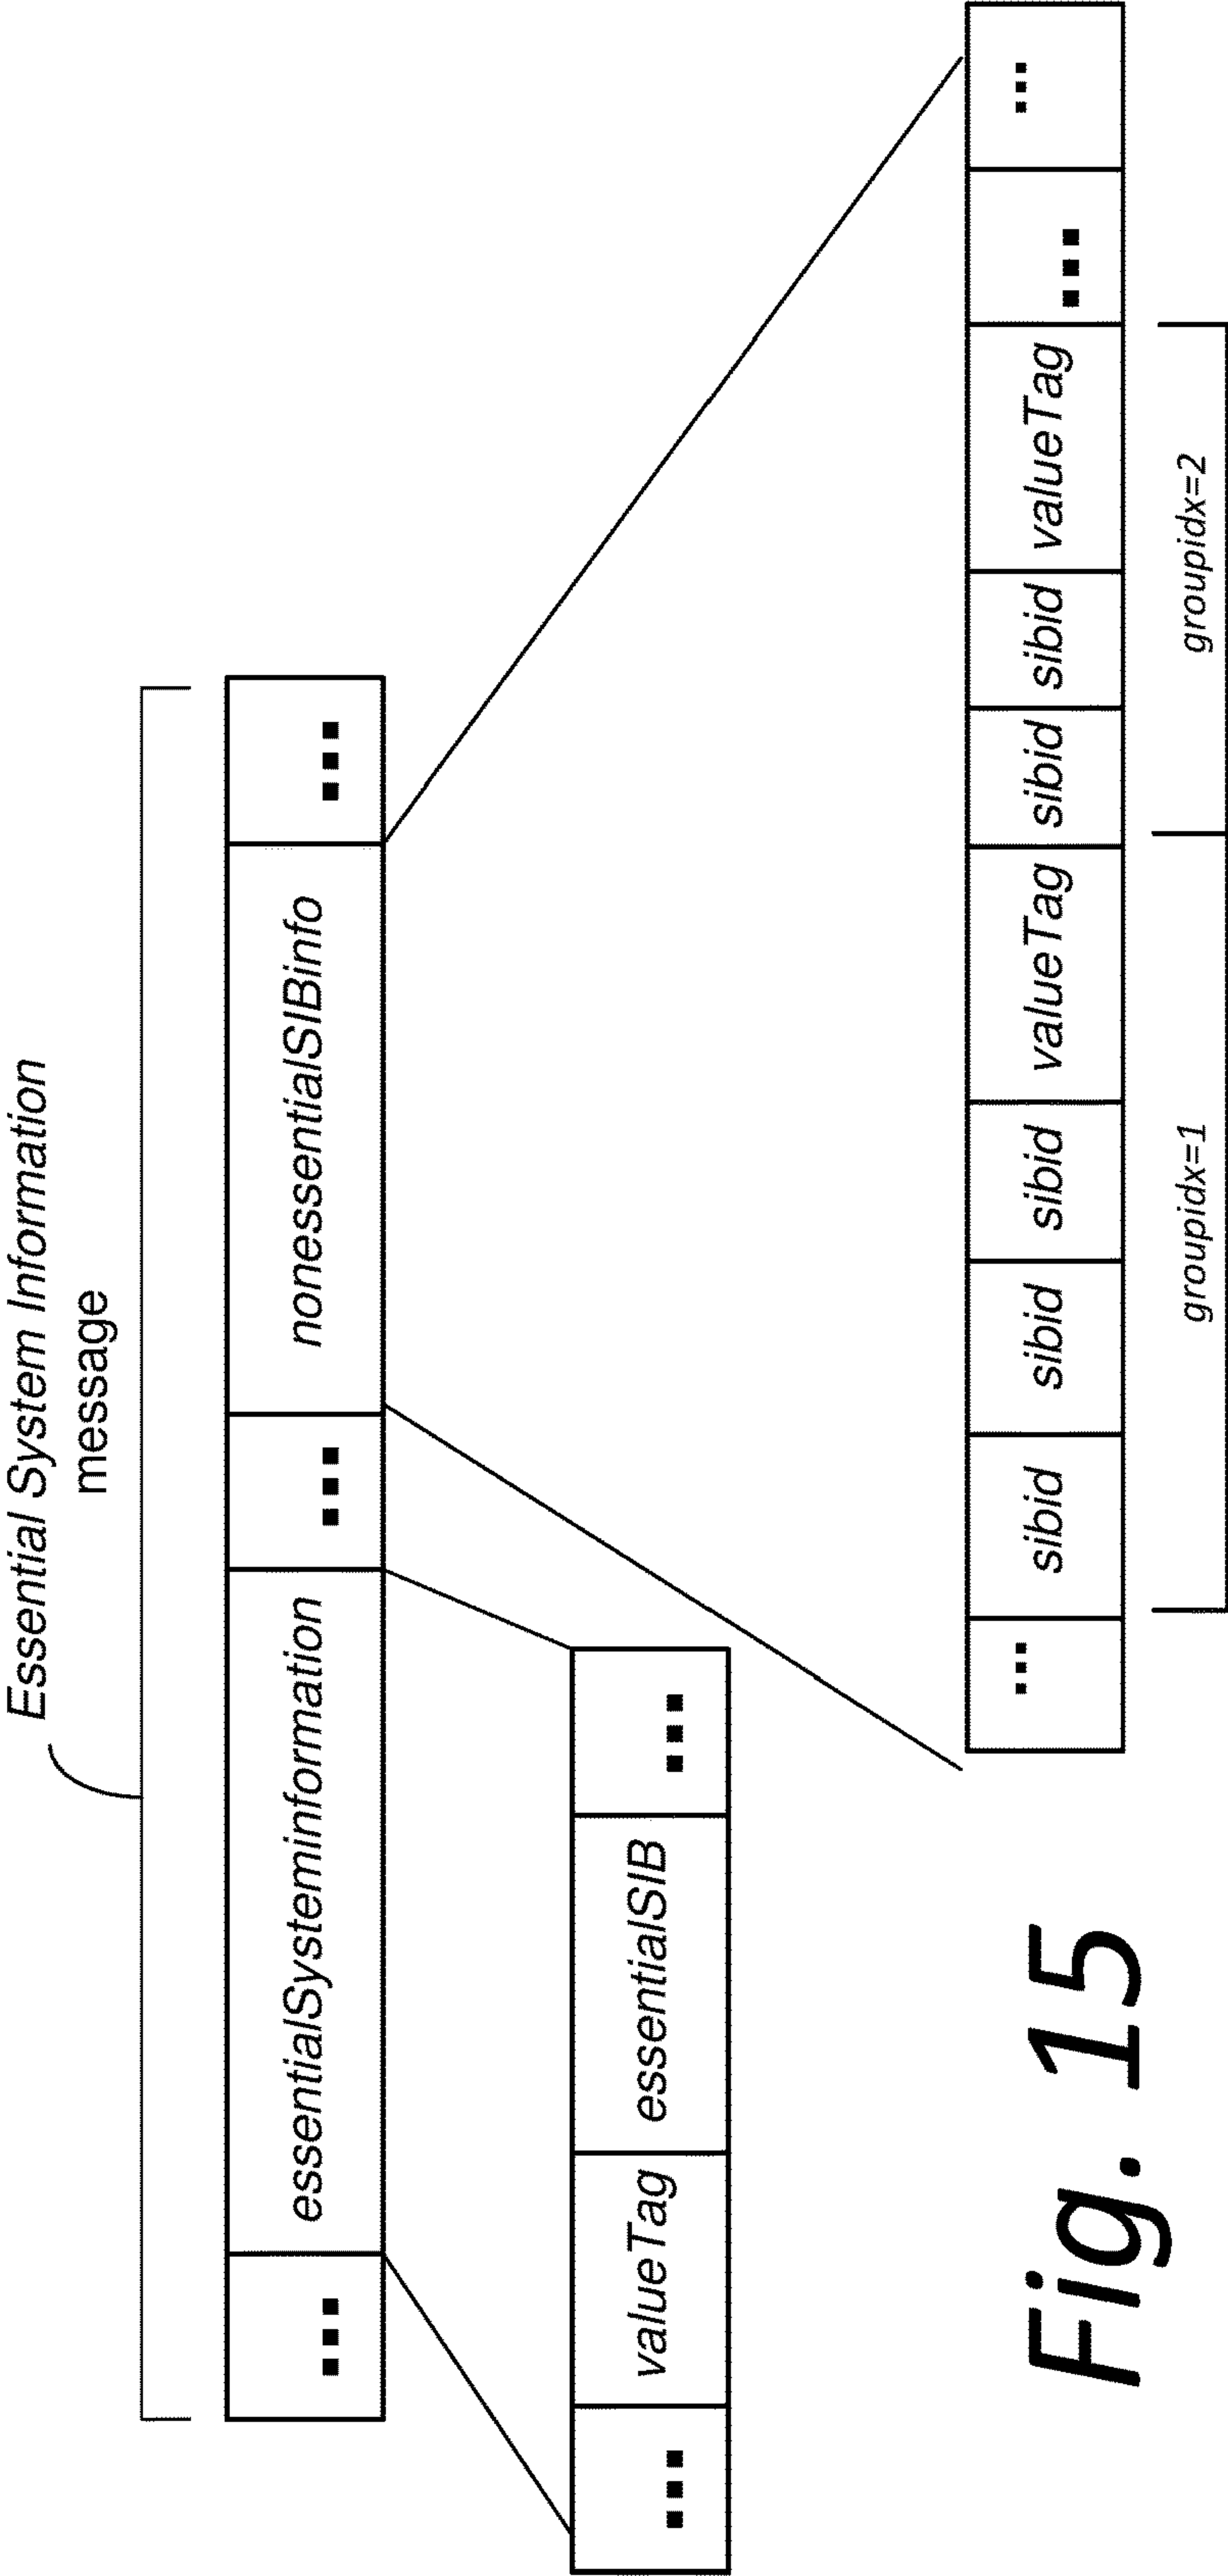 Essential System Information
message
... essentialSysteminformation ... nonessentialSIBinfo ...
... valueTag essentialSIB ...
... sibid sibid sibid valueTag sibid sibid valueTag ... ...
groupidx=1 groupidx=2
Fig. 15